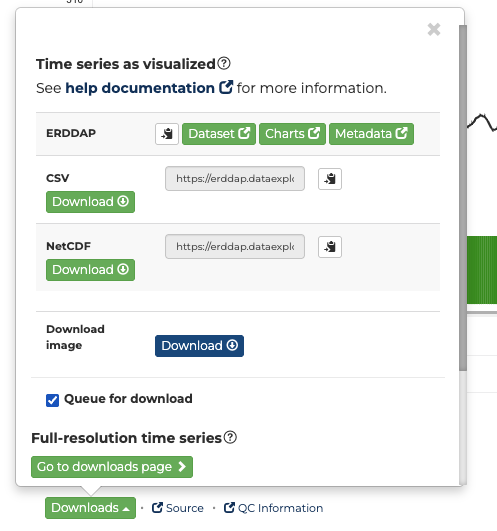 Time series as visualized
See help documentation for more information.
ERDDAP Dataset Charts Metadata
CSV
https://erddap.dataexplo
Download
NetCDF
https://erddap.dataexplo
Download
Download
image
Download
Queue for download
Full-resolution time series
Go to downloads page
Downloads · Source · QC Information